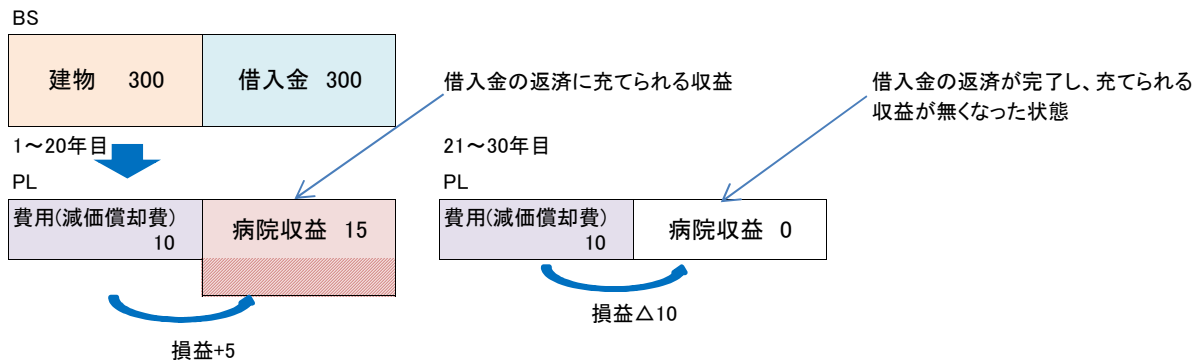 BS
建物　300
借入金 300
借入金の返済に充てられる収益
借入金の返済が完了し、充てられる
収益が無くなった状態
1～20年目
21～30年目
PL
費用(減価償却費)
10
病院収益 15
損益+5
PL
費用(減価償却費)
10
病院収益 0
損益△10